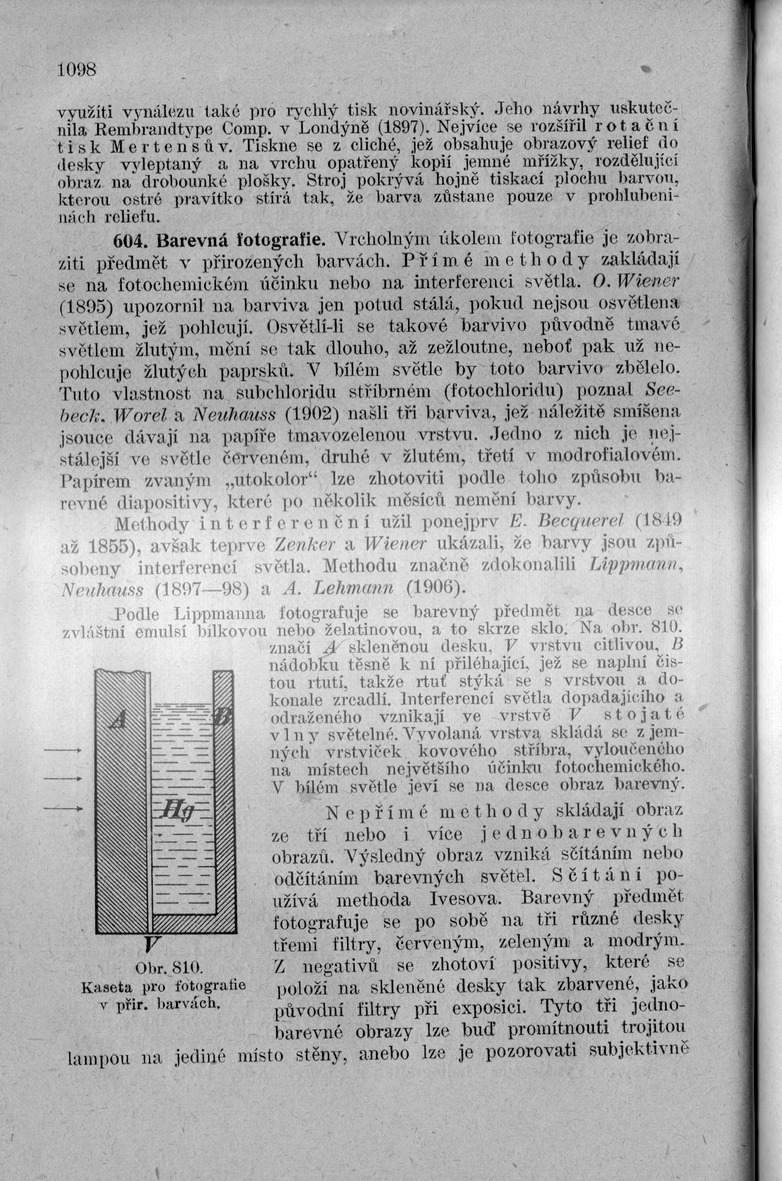 1098
využíti vynálezu také pro rychlý tisk novinářský. Jeho návrhy uskuteč-
nila Rembrandtype Comp. v Londýně (1897). Nejvíce se rozšířil rotační
tisk Mertensův. Tiskne se z cliché, jež obsahuje obrazový relief do
desky vyleptaný a na vrchu opatřený kopií jemné mřížky, rozdělující
obraz na drobounké plošky. Stroj pokrývá hojně tiskací plochu barvou,
kterou ostré pravítko stírá tak, že barva zůstane pouze v prohlubeni-
nách reliefu.
604. Barevná fotografie. Vrcholným úkolem fotografie je zobra-
ziti předmět v přirozených barvách. Přímé methody zakládají
se na fotochemickém účinku nebo na interferenci světla. O. Wiener
(1895) upozornil na barviva jen potud stálá, pokud nejsou osvětlena
světlem, jež pohlcují. Osvětlí-li se takové barvivo původně tmavé
světlem žlutým, mění se tak dlouho, až zežloutne, neboť pak už ne-
pohlcuje žlutých paprsků. V bílém světle by toto barvivo zbělelo.
Tuto vlastnost na subchloridu stříbrném (fotochloridu) poznal See-
beck. Worel a Neuhauss (1902) našli tři barviva, jež náležitě smíšena
jsouce dávají na papíře tmavozelenou vrstvu. Jedno z nich je nej-
stálejší ve světle červeném, druhé v žlutém, třetí v modrofialovém.
Papírem zvaným „utokolor“ lze zhotoviti podle toho způsobu ba-
revné diapositivy, které po několik měsíců nemění barvy.
Methody interferenční užil ponejprv E. Becquerel (1849
až 1855), avšak teprve Zenker a Wiener ukázali, že barvy jsou způ-
sobeny interferencí světla. Methodu značně zdokonalili Lippmann,
Neuhauss (1897—98) a A. Lehmann (1906).
Podle Lippmanna fotografuje se barevný předmět na desce se
zvláštní emulsí bílkovou nebo želatinovou, a to skrze sklo. Na obr. 810.
značí A skleněnou desku, V vrstvu citlivou, B
nádobku těsně k ní přiléhající, jež se naplní čis-
tou rtutí, takže rtuť stýká se s vrstvou a do-
konale zrcadlí. Interferencí světla dopadajícího a
odraženého vznikají ve vrstvě V stojaté
vlny světelné. Vyvolaná vrstva skládá se z jem-
ných vrstviček kovového stříbra, vyloučeného
na místech největšího účinku fotochemického.
V bílém světle jeví se na desce obraz barevný.
Nepřímé methody skládají obraz
ze tří nebo i více jednobarevných
obrazů. Výsledný obraz vzniká sčítáním nebo
odčítáním barevných světel. Sčítání po-
užívá methoda Ivesova. Barevný předmět
fotografuje se po sobě na tři různé desky
třemi filtry, červeným, zeleným a modrým.
Z negativů se zhotoví positivy, které se
položí na skleněné desky tak zbarvené, jako
původní filtry při exposici. Tyto tři jedno-
barevné obrazy lze buď promítnouti trojitou
lampou na jediné místo stěny, anebo lze je pozorovati subjektivně
A
B
Hg
V
Obr. 810.
Kaseta pro fotografie
v přir. barvách.